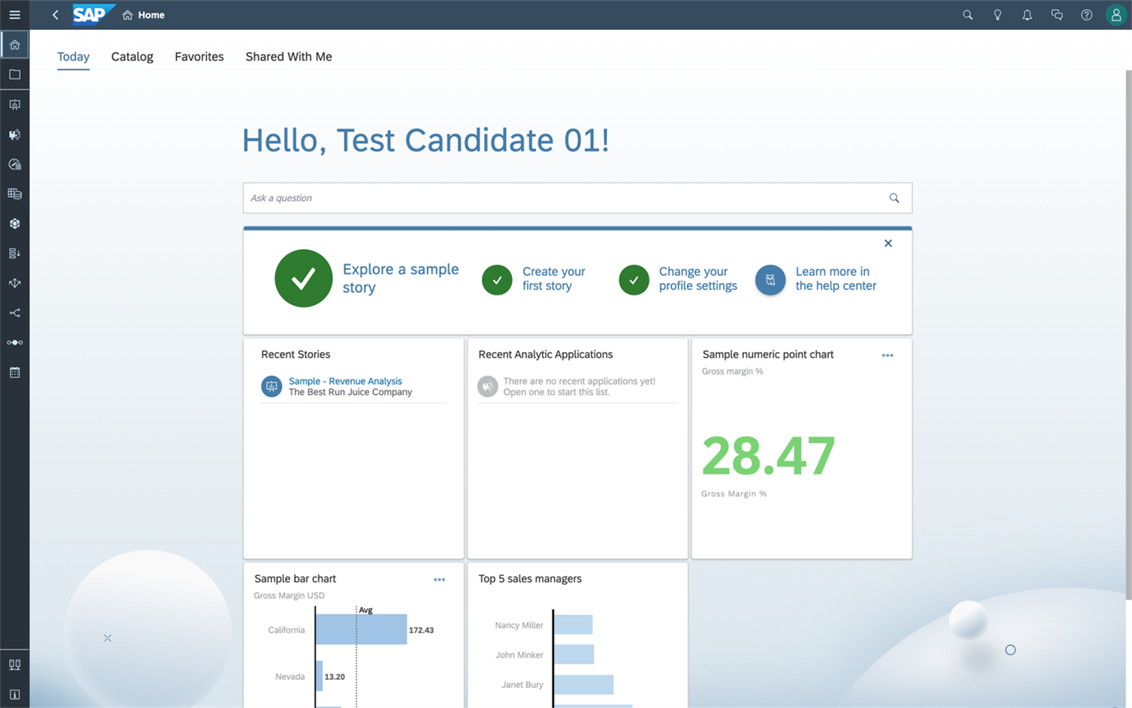 SAP Home
Today Catalog Favorites Shared With Me
Hello, Test Candidate 01!
Ask a question
Explore a sample
story
Create your
first story
Change your
profile settings
Learn more in
the help center
Recent Stories
Sample - Revenue Analysis
The Best Run Juice Company
Recent Analytic Applications
There are no recent applications yet!
Open one to start this list.
Sample numeric point chart
Gross margin %
28.47
Gross Margin %
Sample bar chart
Gross Margin USD
Avg
California 172.43
Nevada 13.20
Top 5 sales managers
Nancy Miller
John Minker
Janet Bury